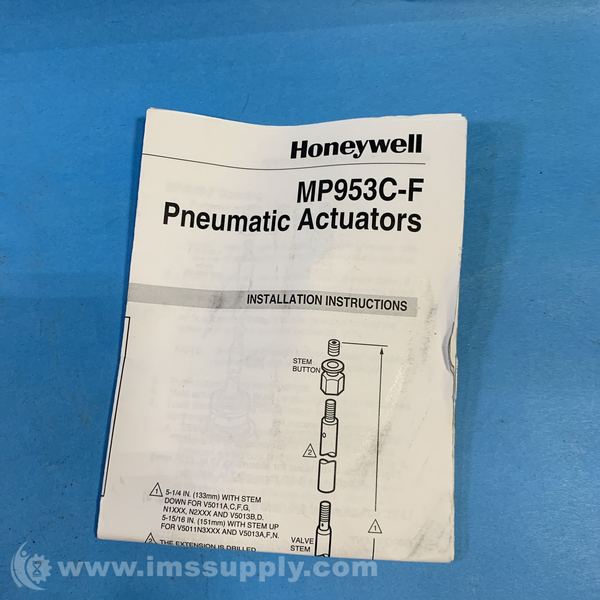 Honeywell
MP953C-F
Pneumatic Actuators
INSTALLATION INSTRUCTIONS
STEM
BUTTON
2
1
1
5-1/4 IN. (133mm) WITH STEM
DOWN FOR V5011A,C,F,G,
N1XXX, N2XXX AND V5013B,D.
5-15/16 IN. (151mm) WITH STEM UP
FOR V5011N3XXX AND V5013A,F,N.
2
THE EXTENSION IS DRILLED
VALVE
STEM
www.imssupply.com